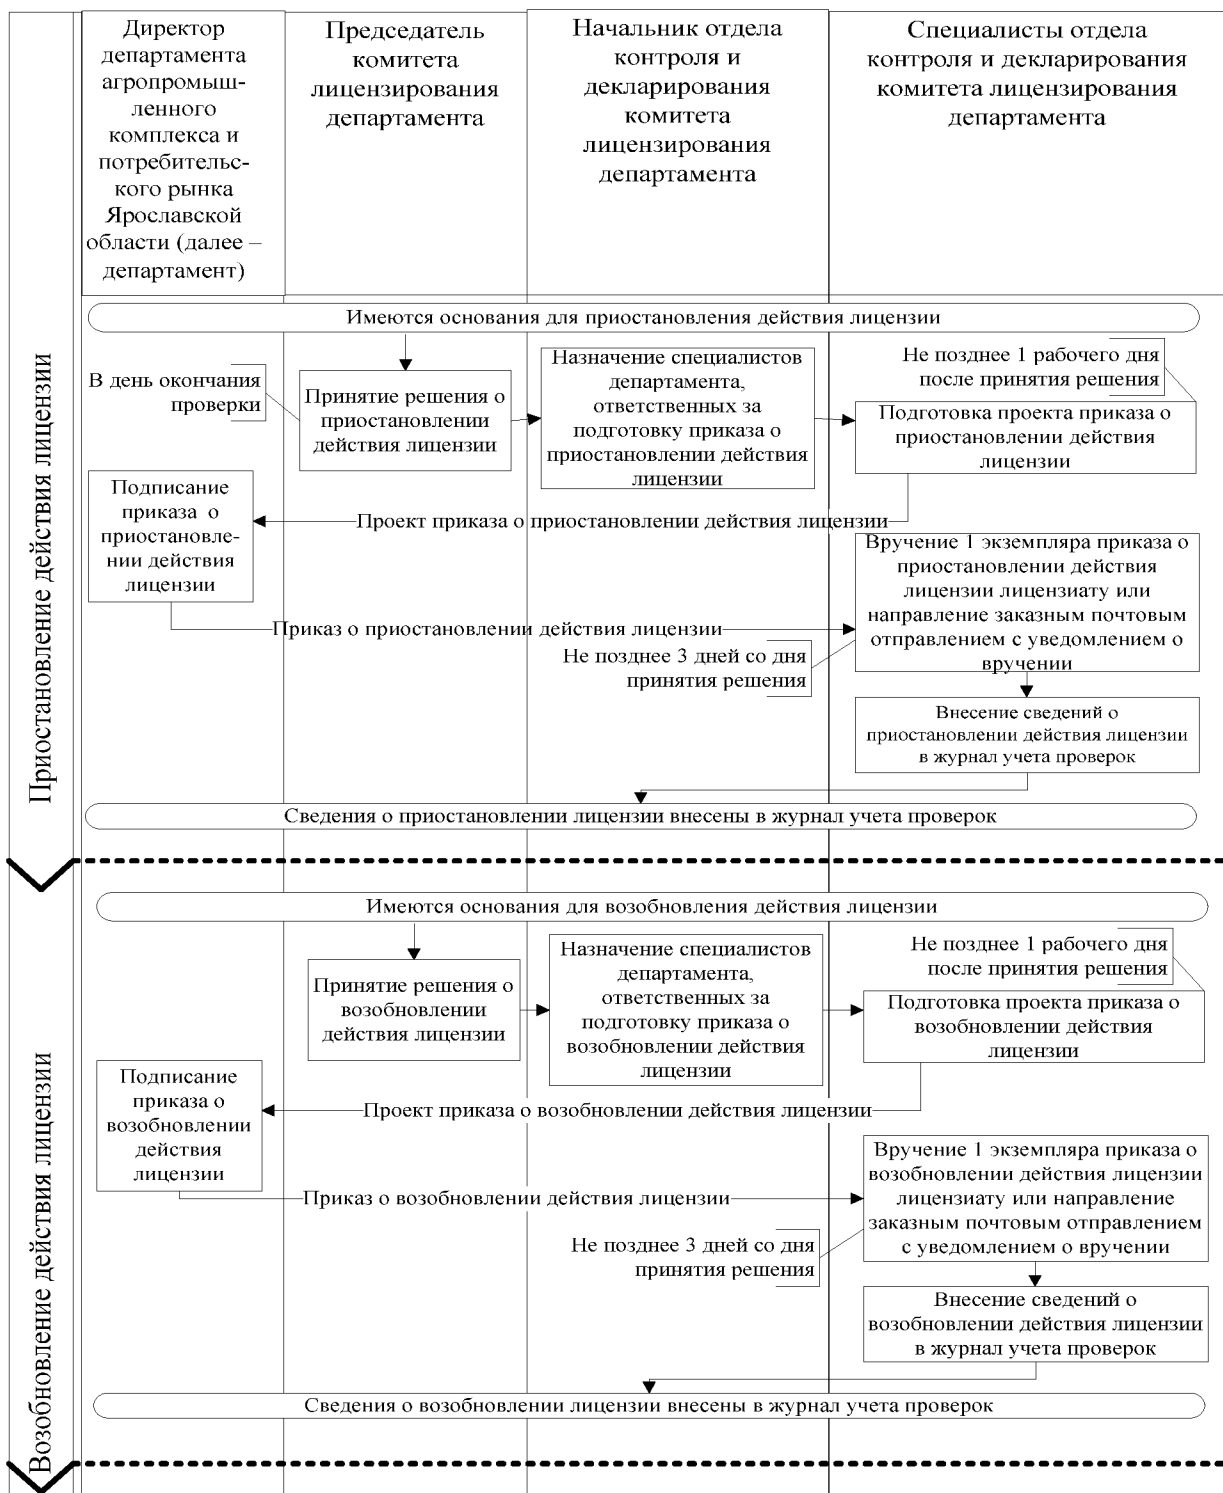 Директор
департамента
агропромыш-
ленного
комплекса и
потребительс-
кого рынка
Ярославской
области (далее –
департамент)
Председатель
комитета
лицензирования
департамента
Начальник отдела
контроля и
декларирования
комитета
лицензирования
департамента
Специалисты отдела
контроля и декларирования
комитета лицензирования
департамента
Приостановление действия лицензии
Имеются основания для приостановления действия лицензии
В день окончания
проверки
Принятие решения о
приостановлении
действия лицензии
Назначение специалистов
департамента,
ответственных за
подготовку приказа о
приостановлении действия
лицензии
Не позднее 1 рабочего дня
после принятия решения
Подготовка проекта приказа о
приостановлении действия
лицензии
Проект приказа о приостановлении действия лицензии
Подписание
приказа о
приостановле-
нии действия
лицензии
Приказ о приостановлении действия лицензии
Вручение 1 экземпляра приказа о
приостановлении действия
лицензии лицензиату или
направление заказным почтовым
отправлением с уведомлением о
вручении
Не позднее 3 дней со дня
принятия решения
Внесение сведений о
приостановлении действия лицензии
в журнал учета проверок
Сведения о приостановлении лицензии внесены в журнал учета проверок
Возобновление действия лицензии
Имеются основания для возобновления действия лицензии
Принятие решения о
возобновлении
действия лицензии
Назначение специалистов
департамента,
ответственных за
подготовку приказа о
возобновлении действия
лицензии
Не позднее 1 рабочего дня
после принятия решения
Подготовка проекта приказа о
возобновлении действия
лицензии
Проект приказа о возобновлении действия лицензии
Подписание
приказа о
возобновлении
действия
лицензии
Приказ о возобновлении действия лицензии
Вручение 1 экземпляра приказа о
возобновлении действия лицензии
лицензиату или направление
заказным почтовым отправлением
с уведомлением о вручении
Не позднее 3 дней со дня
принятия решения
Внесение сведений о
возобновлении действия лицензии
в журнал учета проверок
Сведения о возобновлении лицензии внесены в журнал учета проверок